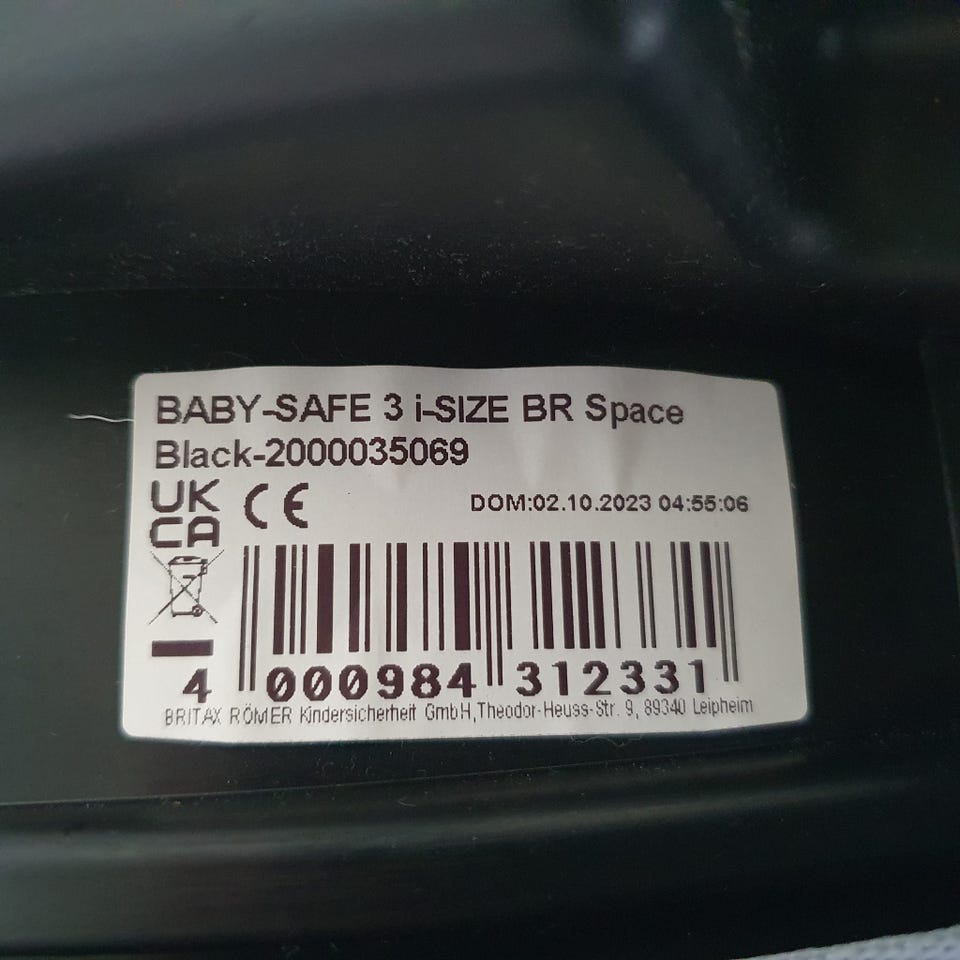 BABY-SAFE 3 i-SIZE BR Space
Black-2000035069
UK
CA
CE
DOM:02.10.2023 04:55:06
4 000984 312331
BRITAX RÖMER Kindersicherheit GmbH,Theodor-Heuss-Str. 9, 89340 Leipheim